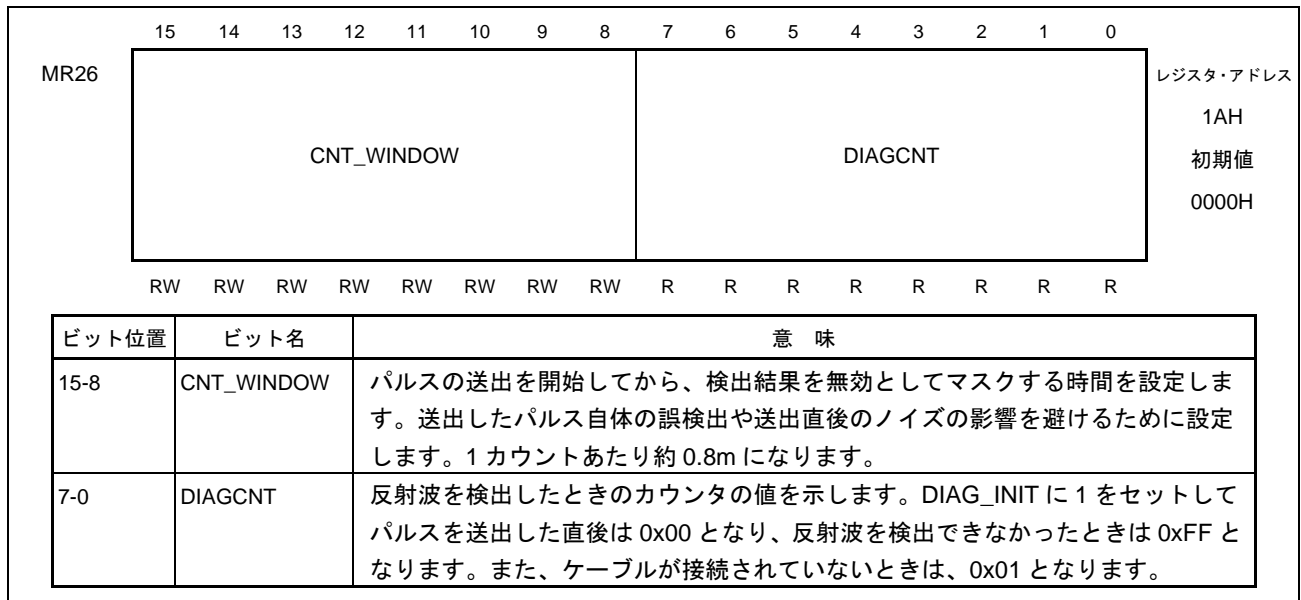 15 14 13 12 11 10 9 8 7 6 5 4 3 2 1 0
MR26
CNT_WINDOW
DIAGCNT
レジスタ・アドレス
1AH
初期値
0000H
RW RW RW RW RW RW RW RW R R R R R R R R
ビット位置 ビット名 意 味
15-8 CNT_WINDOW パルスの送出を開始してから、検出結果を無効としてマスクする時間を設定しま
す。送出したパルス自体の誤検出や送出直後のノイズの影響を避けるために設定
します。1 カウントあたり約 0.8m になります。
7-0 DIAGCNT 反射波を検出したときのカウンタの値を示します。DIAG_INIT に 1 をセットして
パルスを送出した直後は 0x00 となり、反射波を検出できなかったときは 0xFF と
なります。また、ケーブルが接続されていないときは、0x01 となります。